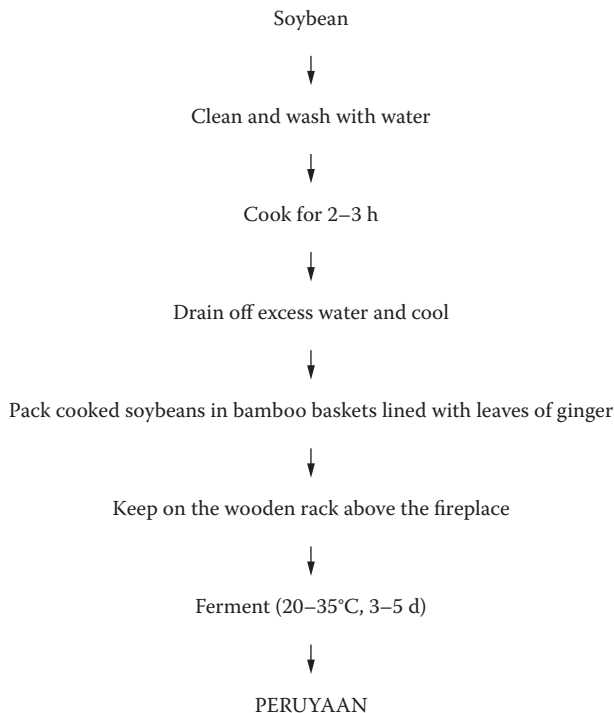 Soybean
Clean and wash with water
Cook for 2–3 h
Drain off excess water and cool
Pack cooked soybeans in bamboo baskets lined with leaves of ginger
Keep on the wooden rack above the fireplace
Ferment (20–35°C, 3–5 d)
PERUYAAN